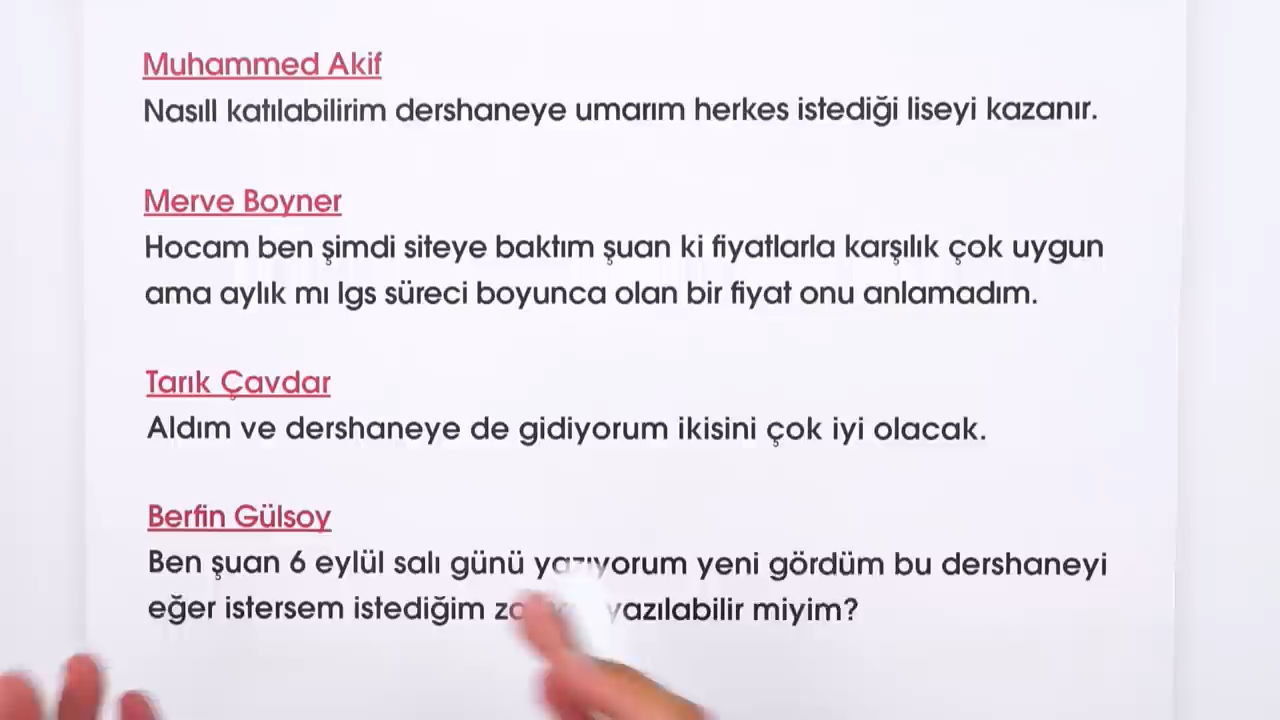 Muhammed Akif
Nasıll katılabilirim dershaneye umarım herkes istediği liseyi kazanır.
Merve Boyner
Hocam ben şimdi siteye baktım şuan ki fiyatlarla karşılık çok uygun
ama aylık mı lgs süreci boyunca olan bir fiyat onu anlamadım.
Tarık Çavdar
Aldım ve dershaneye de gidiyorum ikisini çok iyi olacak.
Berfin Gülsoy
Ben şuan 6 eylül salı günü yazıyorum yeni gördüm bu dershaneyi
eğer istersem istediğim yazılabilir miyim?